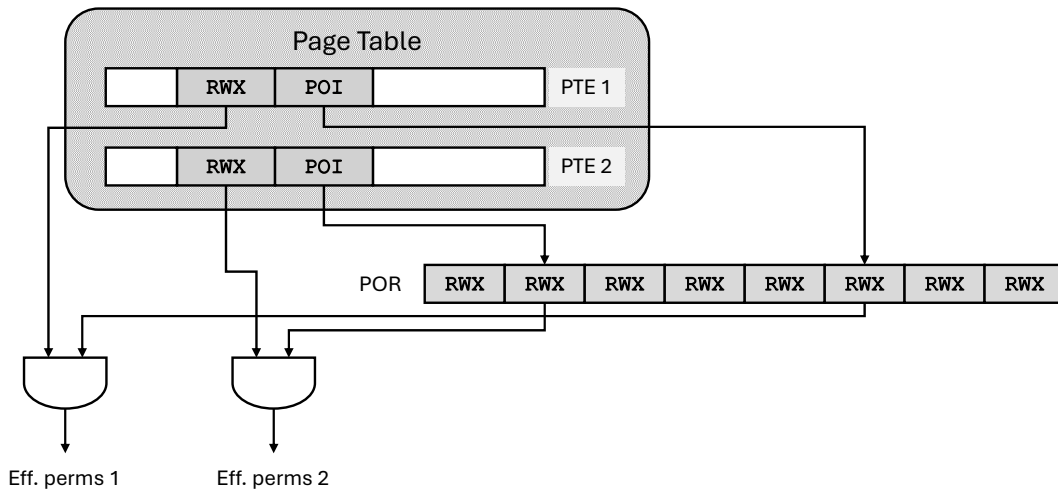 Page Table
RWX POI PTE 1
RWX POI PTE 2
POR RWX RWX RWX RWX RWX RWX RWX RWX
Eff. perms 1 Eff. perms 2